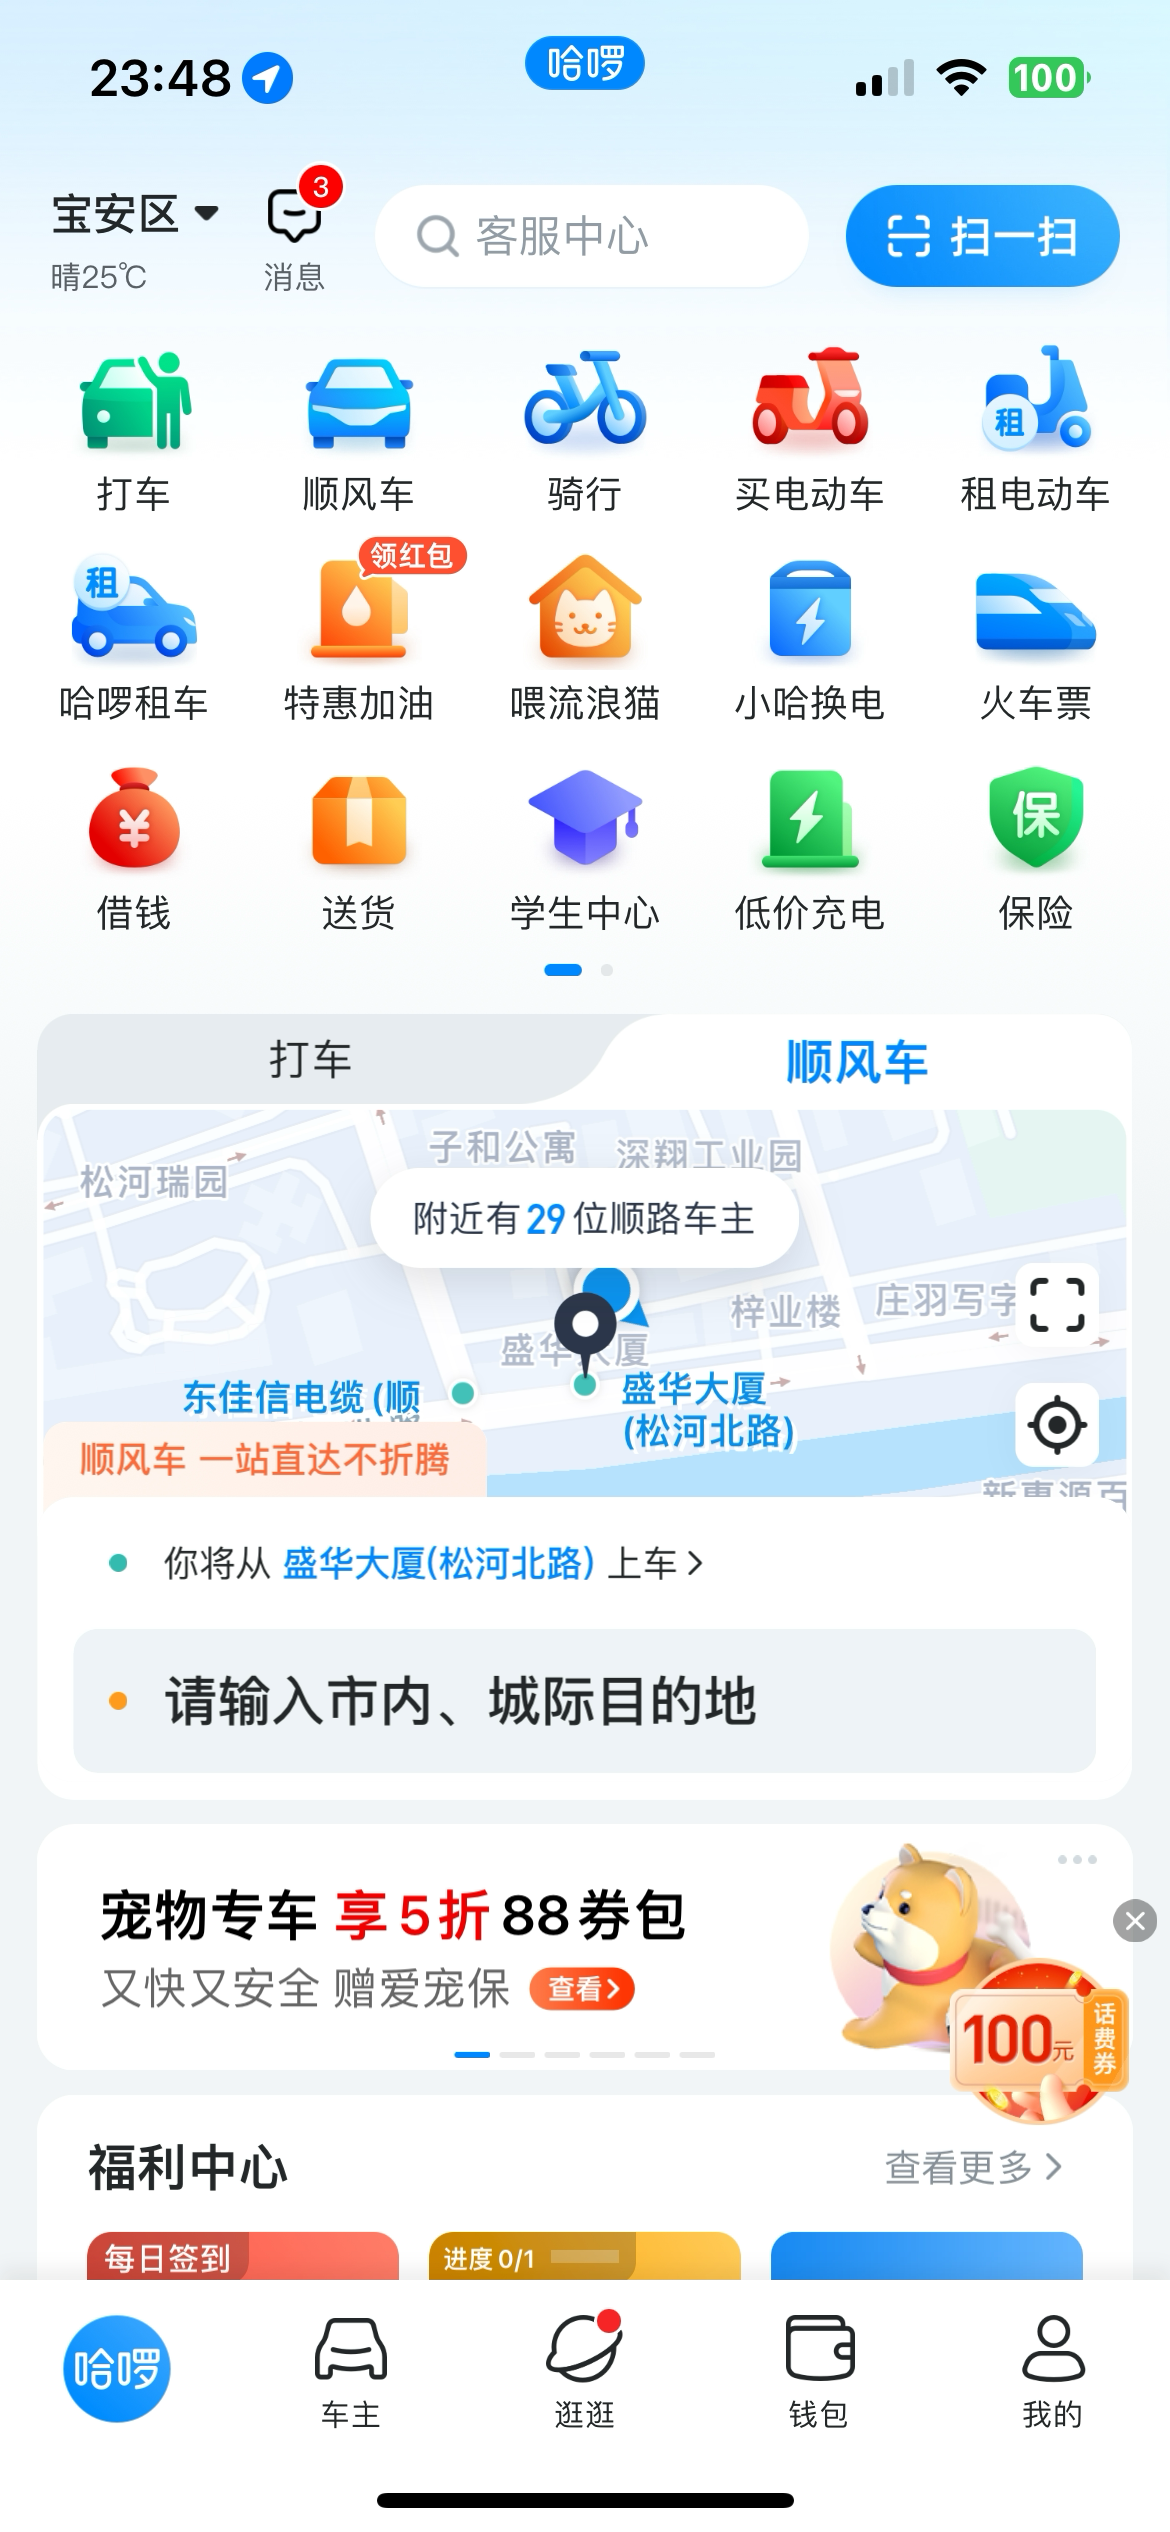 23:48
哈啰
100
宝安区
3
客服中心
扫一扫
晴25℃
消息
打车
顺风车
骑行
买电动车
租
租电动车
租
哈啰租车
领红包
特惠加油
喂流浪猫
小哈换电
火车票
¥
借钱
送货
学生中心
低价充电
保
保险
打车
顺风车
子和公寓
深翔工业园
松河瑞园
附近有29位顺路车主
梓业楼
庄羽写字
盛华大厦
东佳信电缆(顺
盛华大厦
(松河北路)
顺风车 一站直达不折腾
新惠源百
你将从 盛华大厦(松河北路) 上车
请输入市内、城际目的地
宠物专车 享5折88券包
又快又安全 赠爱宠保
查看
100元
话费券
福利中心
查看更多
每日签到
进度0/1
哈啰
车主
逛逛
钱包
我的